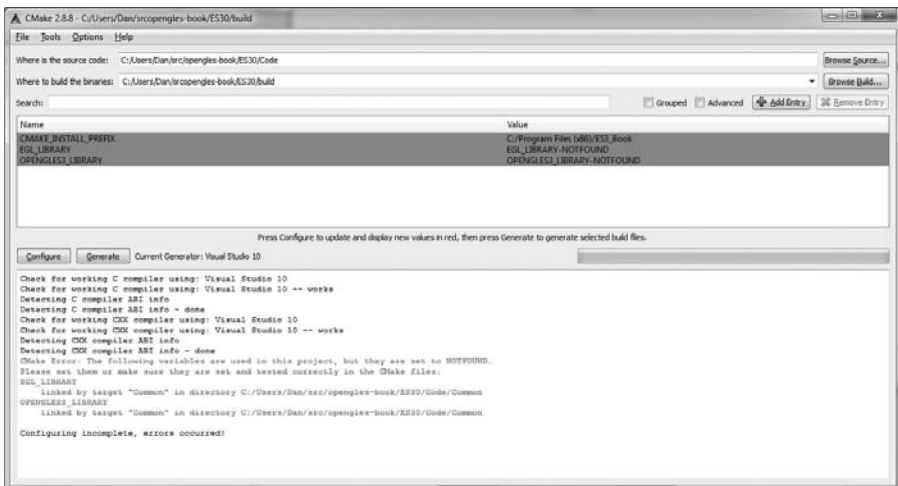 CMake 2.8.8 - C:/Users/Dan/srcopengles-book/ES30/build
File Tools Options Help
Where is the source code: C:/Users/Dan/src/opengles-book/ES30/Code Browse Source...
Where to build the binaries: C:/Users/Dan/srcopengles-book/ES30/build Browse Build...
Search: Grouped Advanced Add Entry Remove Entry
Name Value
CMAKE_INSTALL_PREFIX C:/Program Files (x86)/ES3_Book
EGL_LIBRARY EGL_LIBRARY-NOTFOUND
OPENGLES3_LIBRARY OPENGLES3_LIBRARY-NOTFOUND
Press Configure to update and display new values in red, then press Generate to generate selected build files.
Configure Generate Current Generator: Visual Studio 10
Check for working C compiler using: Visual Studio 10
Check for working C compiler using: Visual Studio 10 -- works
Detecting C compiler ABI info
Detecting C compiler ABI info - done
Check for working CXX compiler using: Visual Studio 10
Check for working CXX compiler using: Visual Studio 10 -- works
Detecting CXX compiler ABI info
Detecting CXX compiler ABI info - done
CMake Error: The following variables are used in this project, but they are set to NOTFOUND.
Please set them or make sure they are set and tested correctly in the CMake files:
EGL_LIBRARY
linked by target "Common" in directory C:/Users/Dan/src/opengles-book/ES30/Code/Common
OPENGLES3_LIBRARY
linked by target "Common" in directory C:/Users/Dan/src/opengles-book/ES30/Code/Common
Configuring incomplete, errors occurred!